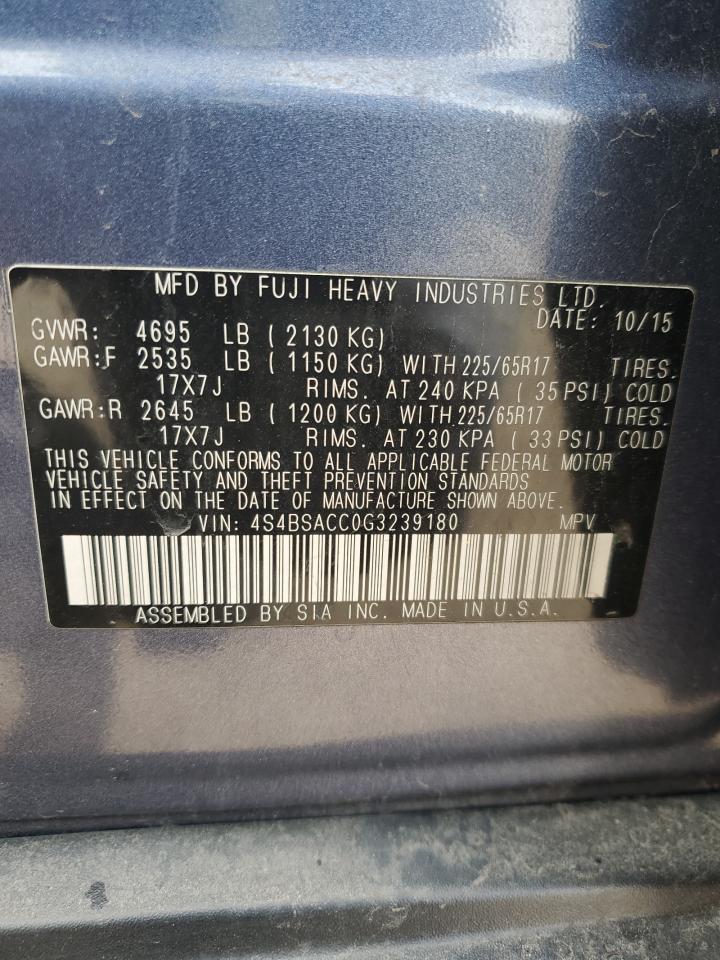 MFD BY FUJI HEAVY INDUSTRIES LTD.
DATE: 10/15
GVWR: 4695 LB ( 2130 KG)
GAWR:F 2535 LB ( 1150 KG) WITH 225/65R17 TIRES.
17X7J RIMS. AT 240 KPA ( 35 PSI) COLD
GAWR:R 2645 LB ( 1200 KG) WITH 225/65R17 TIRES.
17X7J RIMS. AT 230 KPA ( 33 PSI) COLD
THIS VEHICLE CONFORMS TO ALL APPLICABLE FEDERAL MOTOR
VEHICLE SAFETY AND THEFT PREVENTION STANDARDS
IN EFFECT ON THE DATE OF MANUFACTURE SHOWN ABOVE.
VIN: 4S4BSACC0G3239180 MPV
ASSEMBLED BY SIA INC. MADE IN U.S.A.